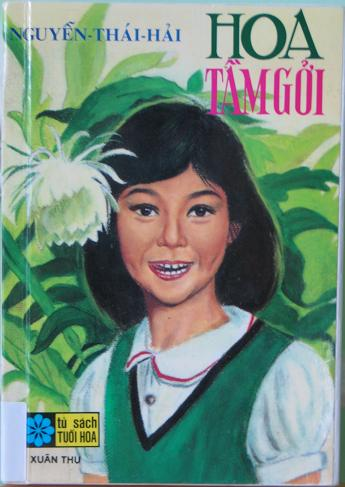 NGUYỄN-THÁI-HẢI
HOA
TẦM GỞI
tủ sách
TUỔI HOA
XUÂN THU